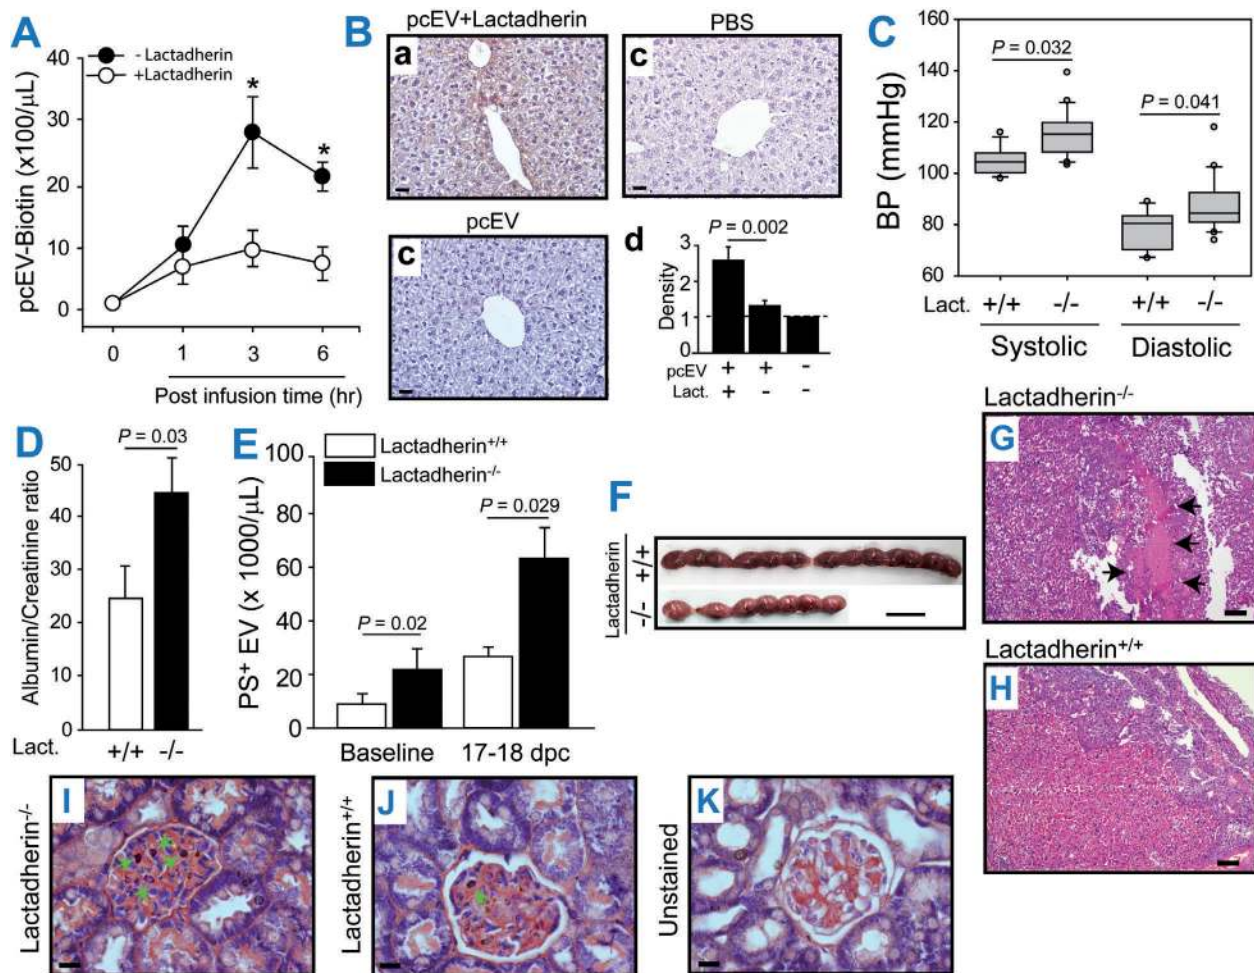 A
- Lactadherin
+Lactadherin
pcEV-Biotin (x100/μL)
40
30
20
10
0
*
*
0
1
3
6
Post infusion time (hr)
B
pcEV+Lactadherin
a
PBS
c
pcEV
c
d
P = 0.002
Density
3
2
1
0
pcEV + + -
Lact. + - -
C
BP (mmHg)
160
140
120
100
80
60
P = 0.032
P = 0.041
Lact. +/+ -/- +/+ -/-
Systolic
Diastolic
D
P = 0.03
Albumin/Creatinine ratio
50
40
30
20
10
0
Lact. +/+ -/-
E
Lactadherin+/+
Lactadherin-/-
PS+ EV (x 1000/μL)
100
80
60
40
20
0
P = 0.02
P = 0.029
Baseline
17-18 dpc
F
Lactadherin
+/+
-/-
Lactadherin-/-
G
Lactadherin+/+
H
Lactadherin-/-
I
Lactadherin+/+
J
Unstained
K